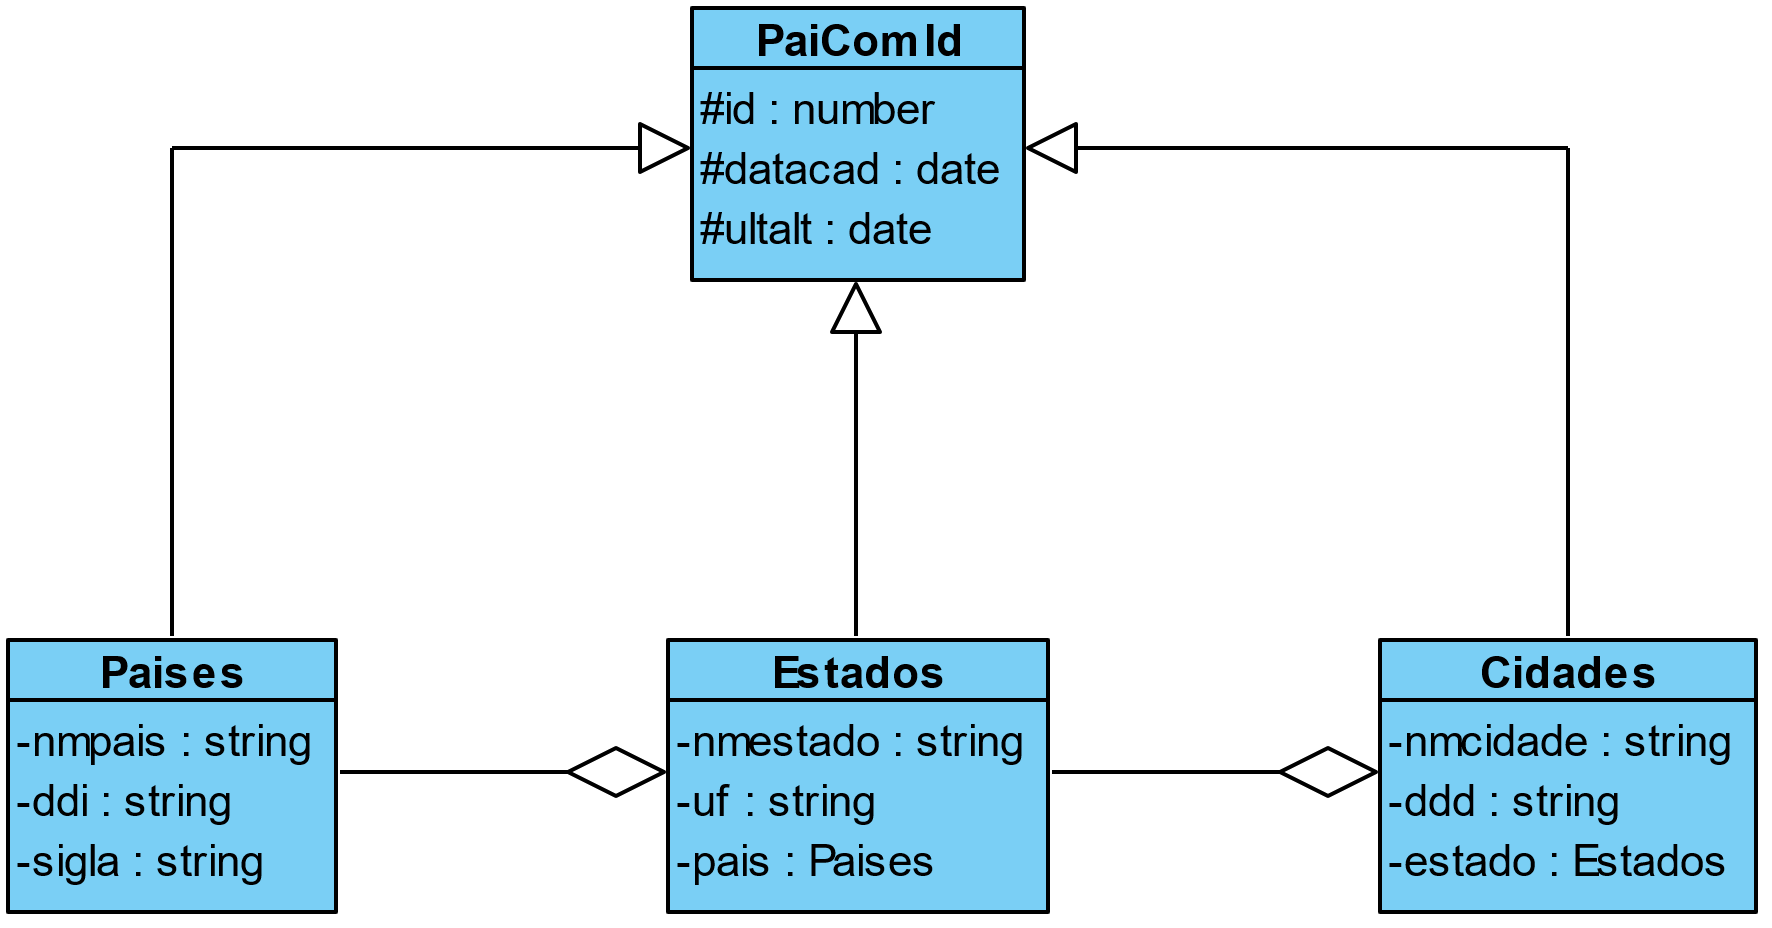 PaiComId
#id : number
#datacad : date
#ultalt : date
Paises
-nmpais : string
-ddi : string
-sigla : string
Estados
-nmestado : string
-uf : string
-pais : Paises
Cidades
-nmcidade : string
-ddd : string
-estado : Estados